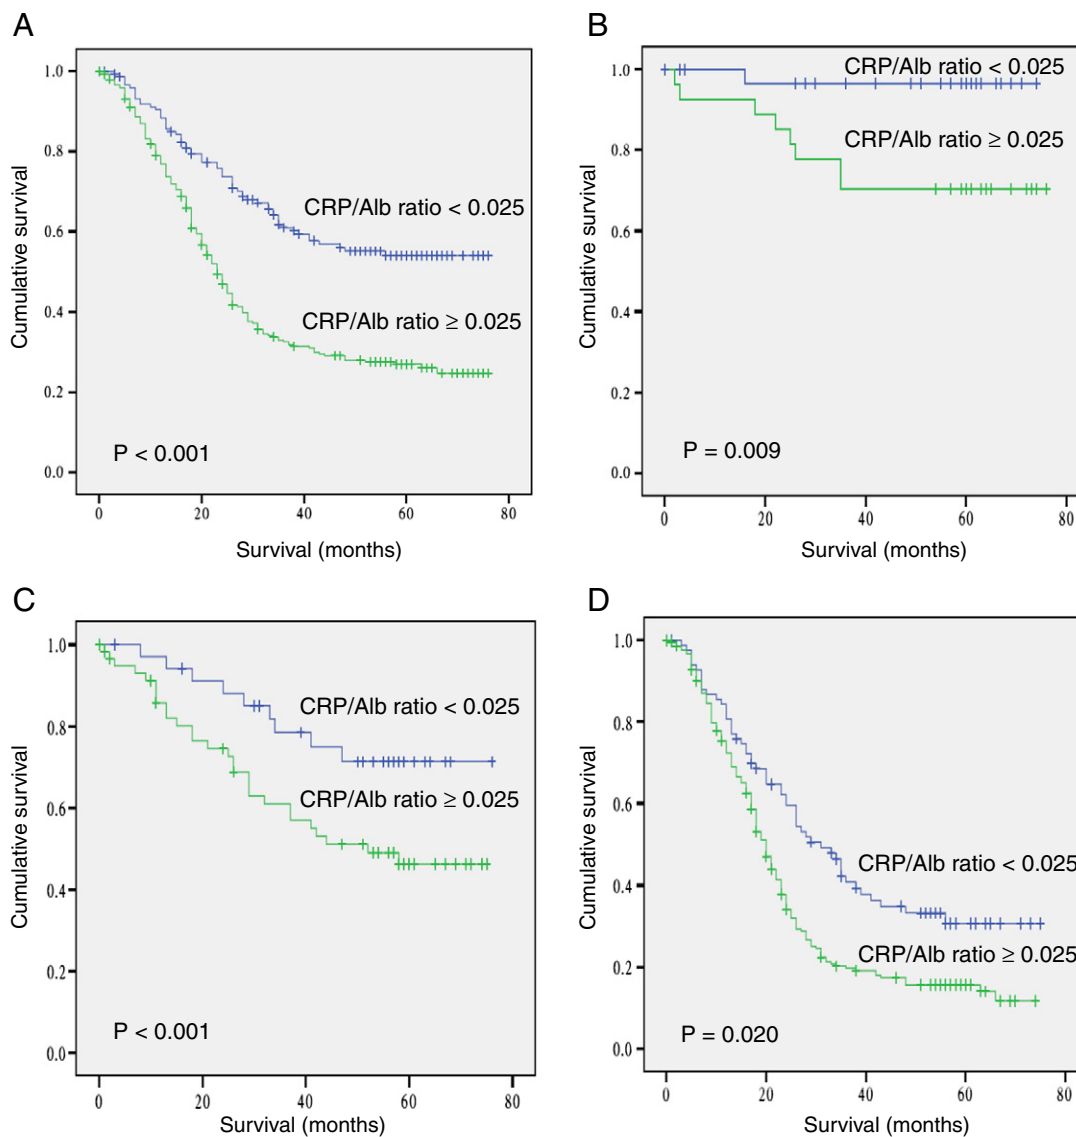 A
Cumulative survival
1.0
0.8
0.6
0.4
0.2
0.0
CRP/Alb ratio < 0.025
CRP/Alb ratio ≥ 0.025
P < 0.001
0 20 40 60 80
Survival (months)
B
Cumulative survival
1.0
0.8
0.6
0.4
0.2
0.0
CRP/Alb ratio < 0.025
CRP/Alb ratio ≥ 0.025
P = 0.009
0 20 40 60 80
Survival (months)
C
Cumulative survival
1.0
0.8
0.6
0.4
0.2
0.0
CRP/Alb ratio < 0.025
CRP/Alb ratio ≥ 0.025
P < 0.001
0 20 40 60 80
Survival (months)
D
Cumulative survival
1.0
0.8
0.6
0.4
0.2
0.0
CRP/Alb ratio < 0.025
CRP/Alb ratio ≥ 0.025
P = 0.020
0 20 40 60 80
Survival (months)